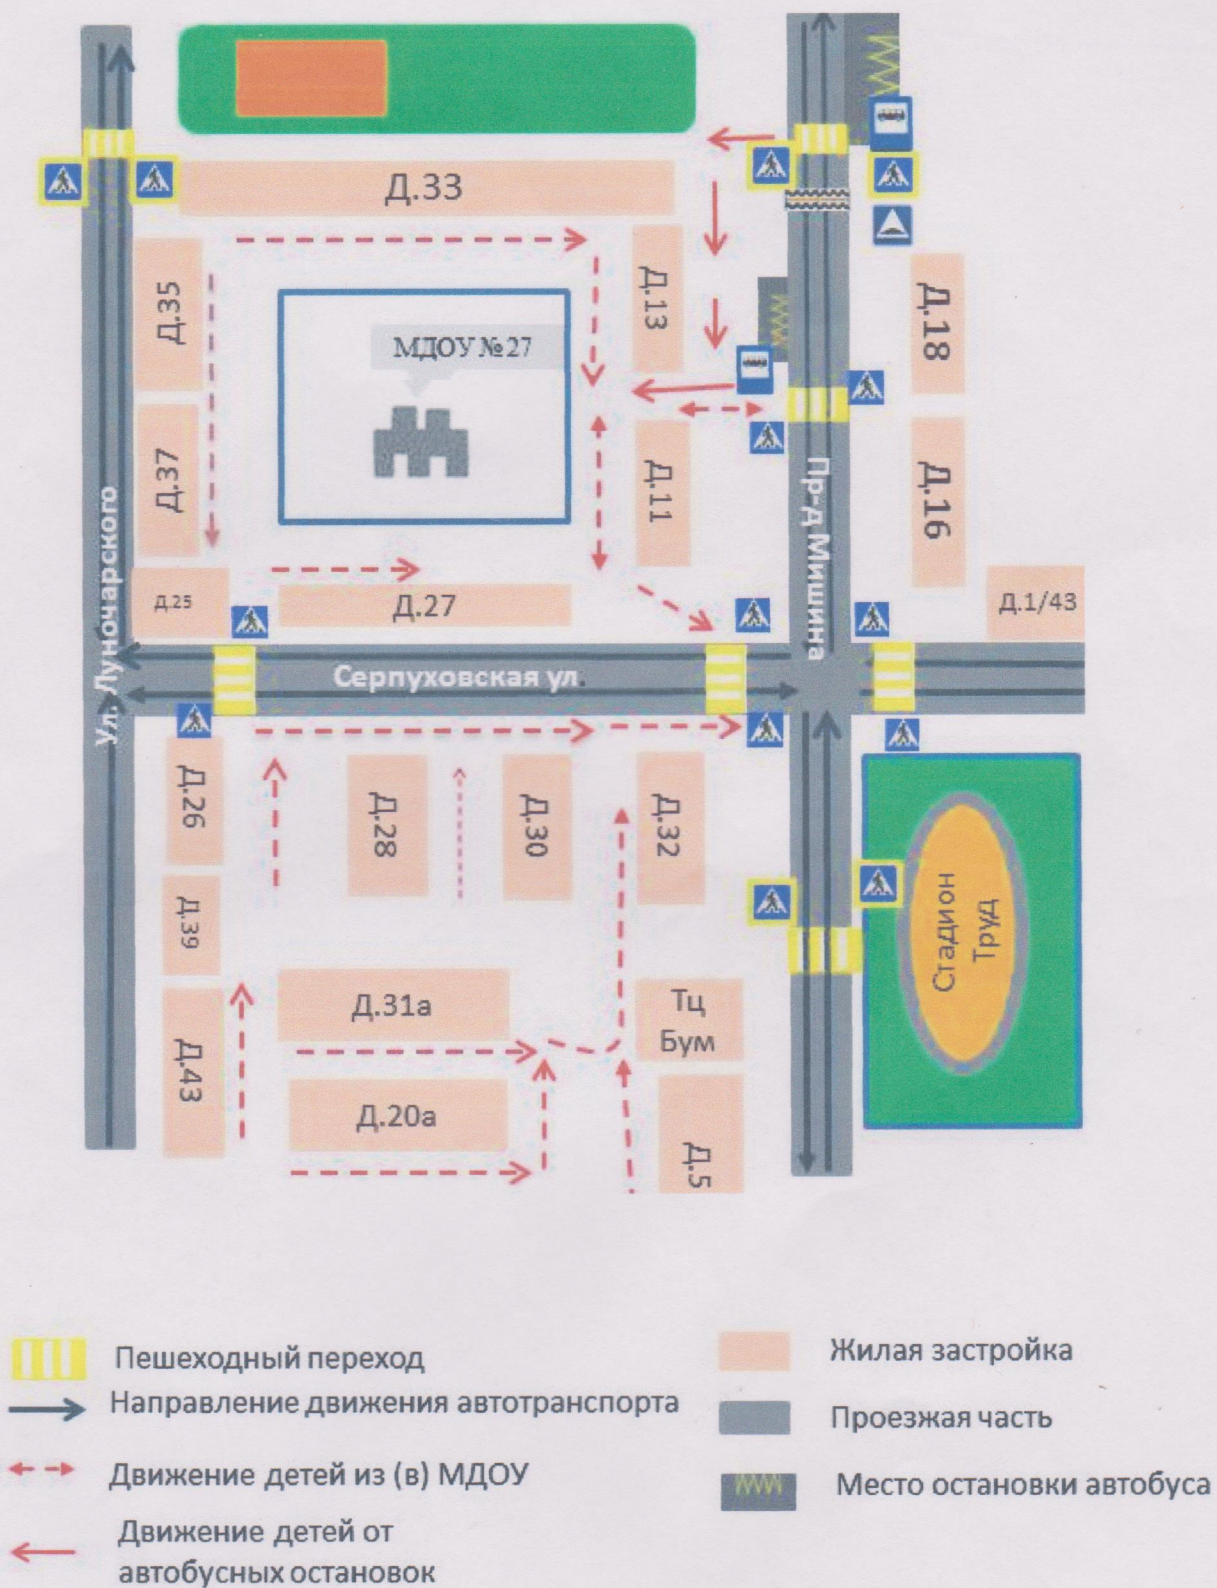 Д.33
Д.35
Д.13
Д.18
МДОУ №27
Д.37
Д.11
Д.16
Пр-д Мишина
Ул. Луночарского
Д.25
Д.27
Д.1/43
Серпуховская ул.
Д.26
Д.28
Д.30
Д.32
Д.39
Стадион
Труд
Д.31а
Тц
Бум
Д.43
Д.20а
Д.5
Пешеходный переход
Направление движения автотранспорта
Движение детей из (в) МДОУ
Движение детей от
автобусных остановок
Жилая застройка
Проезжая часть
Место остановки автобуса